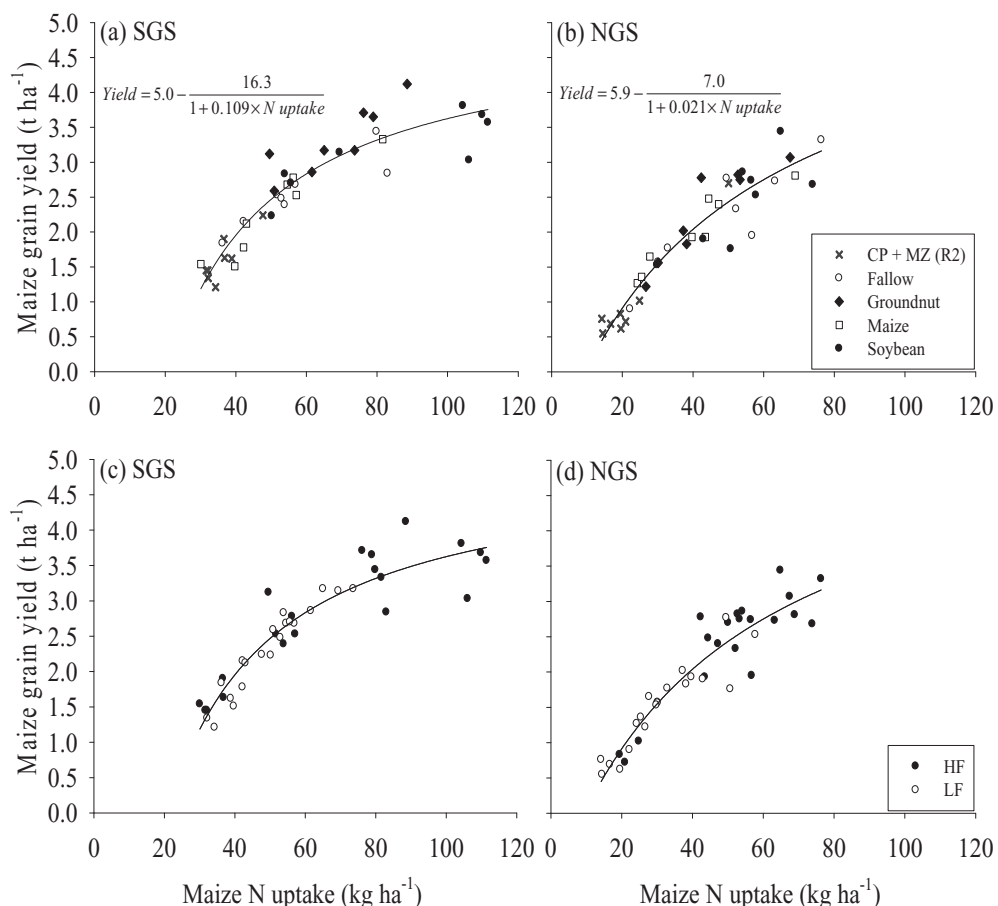 (a) SGS
Yield = 5.0 − 16.3 / (1 + 0.109 × N uptake)
Maize grain yield (t ha⁻¹)
5.0
4.5
4.0
3.5
3.0
2.5
2.0
1.5
1.0
0.5
0.0
0 20 40 60 80 100 120
(b) NGS
Yield = 5.9 − 7.0 / (1 + 0.021 × N uptake)
CP + MZ (R2)
Fallow
Groundnut
Maize
Soybean
0 20 40 60 80 100 120
(c) SGS
Maize grain yield (t ha⁻¹)
5.0
4.5
4.0
3.5
3.0
2.5
2.0
1.5
1.0
0.5
0.0
0 20 40 60 80 100 120
Maize N uptake (kg ha⁻¹)
(d) NGS
HF
LF
0 20 40 60 80 100 120
Maize N uptake (kg ha⁻¹)